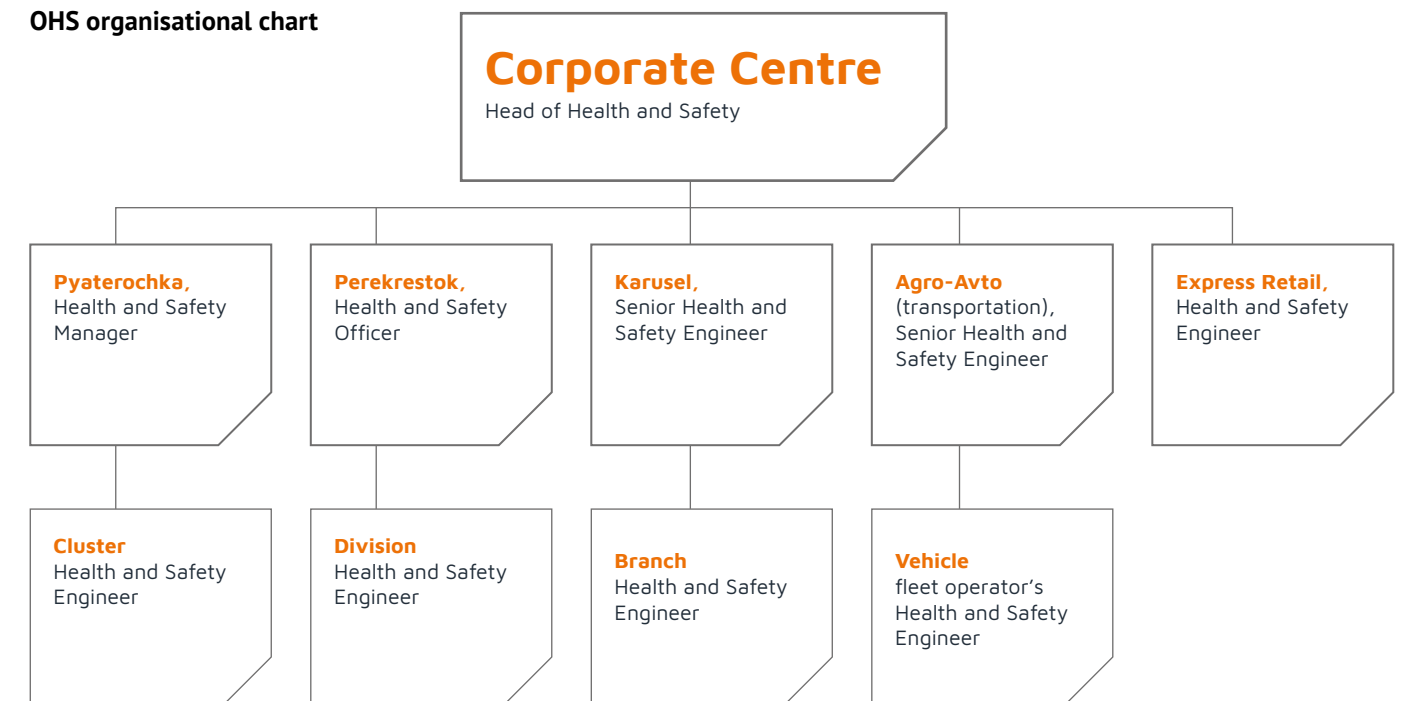 OHS organisational chart
Corporate Centre
Head of Health and Safety
Pyaterochka,
Health and Safety
Manager
Perekrestok,
Health and Safety
Officer
Karusel,
Senior Health and
Safety Engineer
Agro-Avto
(transportation),
Senior Health and
Safety Engineer
Express Retail,
Health and Safety
Engineer
Cluster
Health and Safety
Engineer
Division
Health and Safety
Engineer
Branch
Health and Safety
Engineer
Vehicle
fleet operator’s
Health and Safety
Engineer